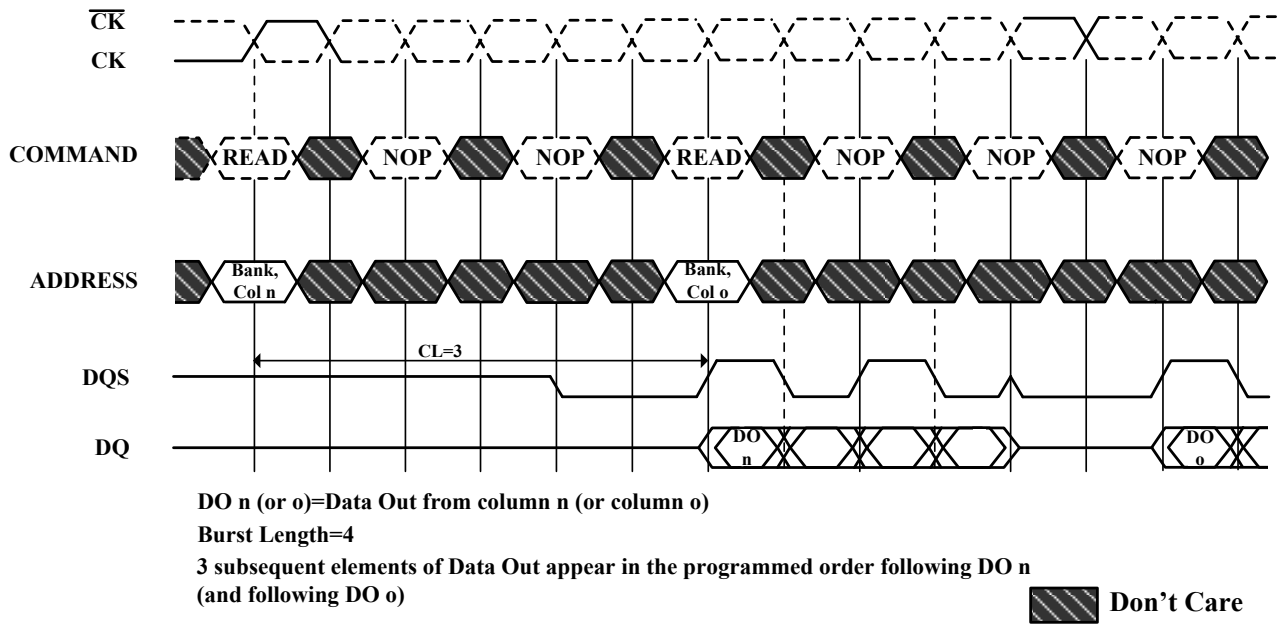 CK
CK
COMMAND READ NOP NOP READ NOP NOP NOP
ADDRESS Bank, Col n Bank, Col o
CL=3
DQS
DQ DO n DO o
DO n (or o)=Data Out from column n (or column o)
Burst Length=4
3 subsequent elements of Data Out appear in the programmed order following DO n
(and following DO o)
Don't Care